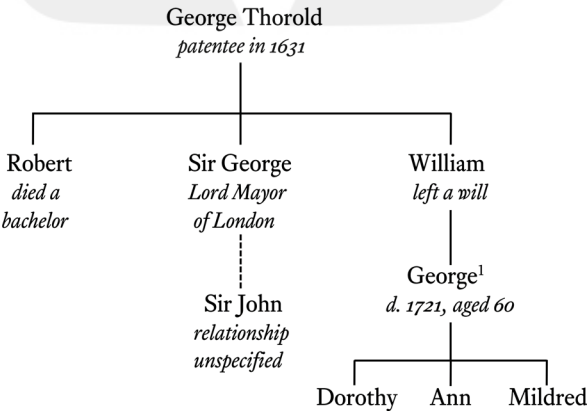 George Thorold
patentee in 1631
Robert
died a
bachelor
Sir George
Lord Mayor
of London
William
left a will
George¹
d. 1721, aged 60
Sir John
relationship
unspecified
Dorothy
Ann
Mildred